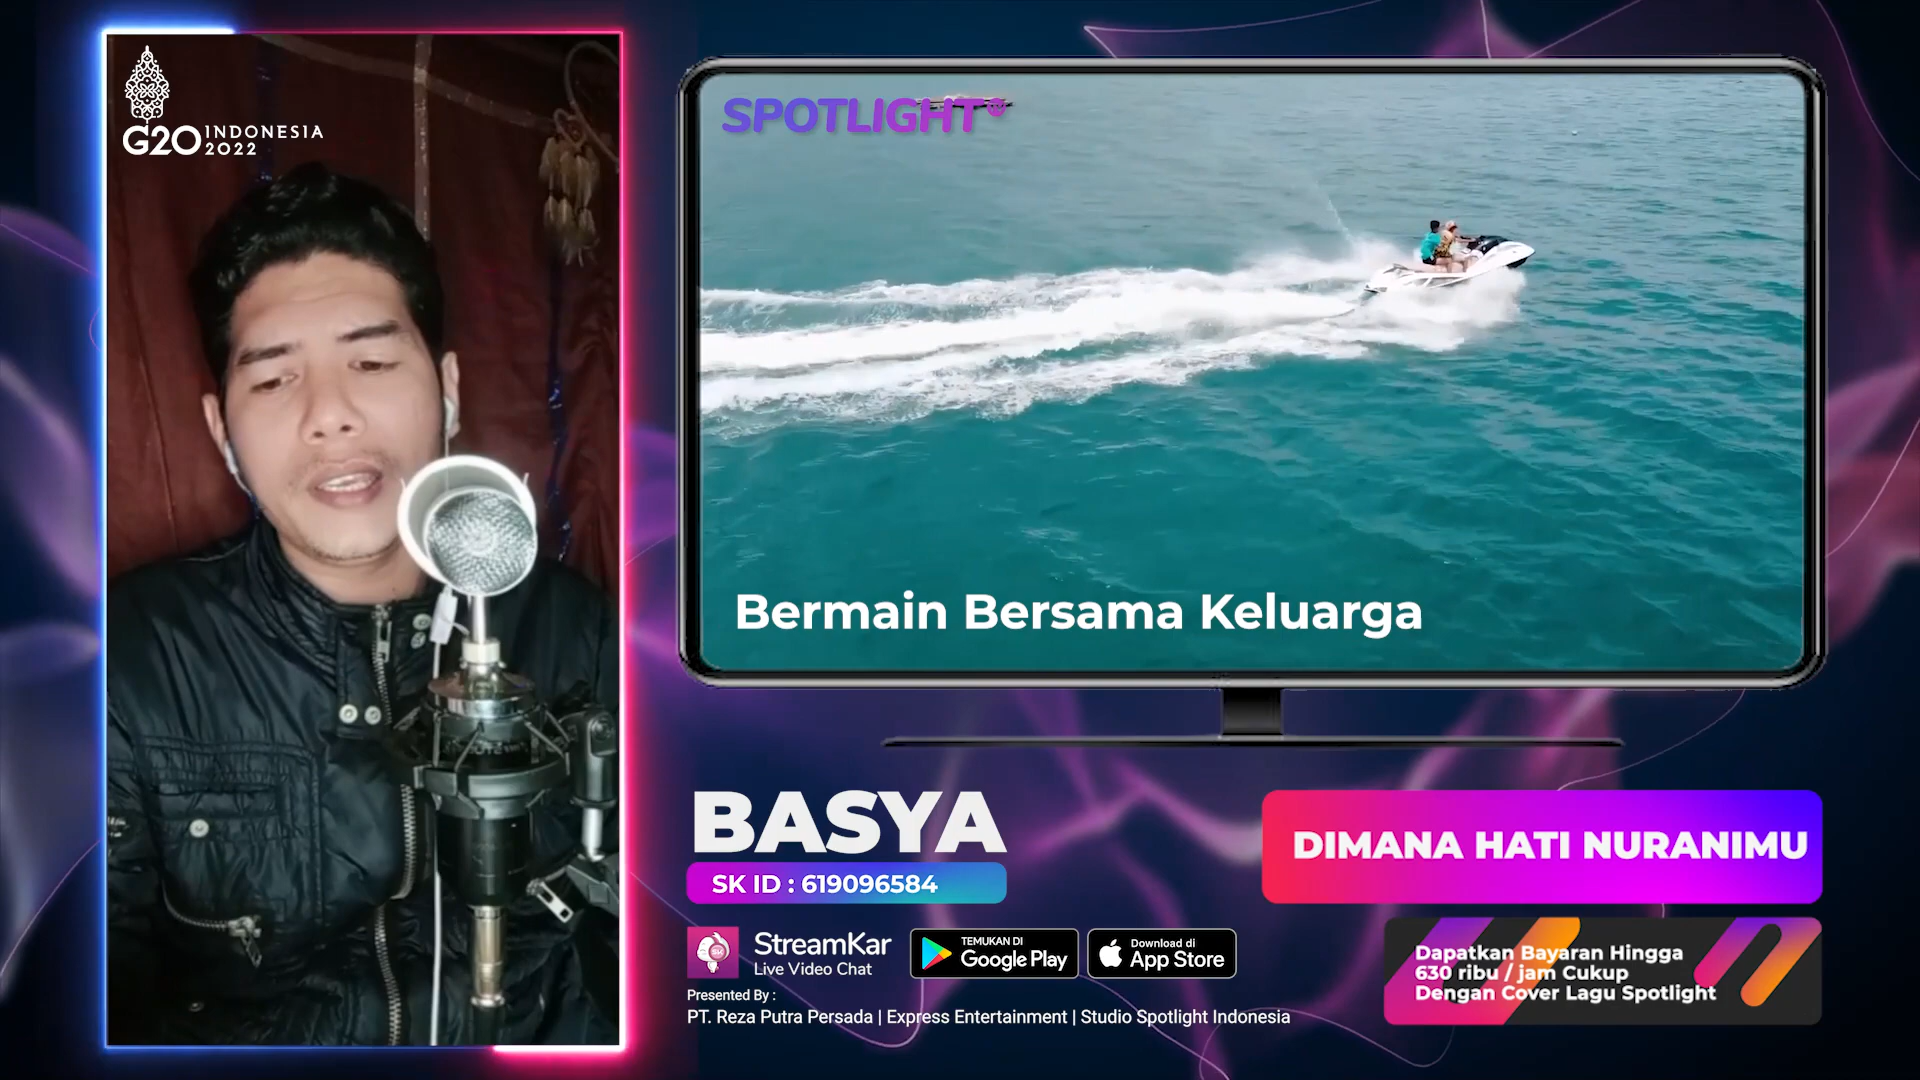 G20 INDONESIA
2022
SPOTLIGHT®
Bermain Bersama Keluarga
BASYA
SK ID : 619096584
DIMANA HATI NURANIMU
SK
StreamKar
Live Video Chat
TEMUKAN DI
Google Play
Download di
App Store
Dapatkan Bayaran Hingga
630 ribu / jam Cukup
Dengan Cover Lagu Spotlight
Presented By :
PT. Reza Putra Persada | Express Entertainment | Studio Spotlight Indonesia